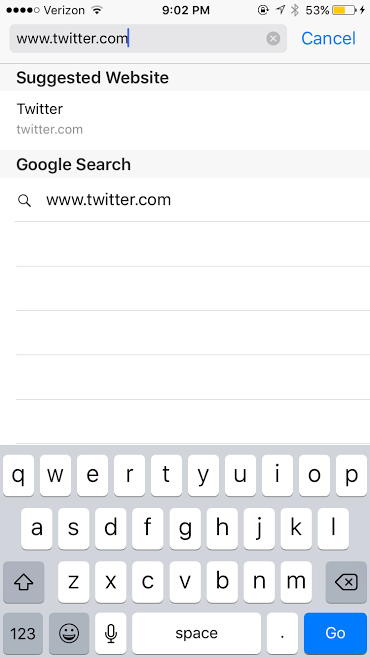 Verizon 9:02 PM 53%
www.twitter.com Cancel
Suggested Website
Twitter
twitter.com
Google Search
www.twitter.com
q w e r t y u i o p
a s d f g h j k l
z x c v b n m
123 space . Go